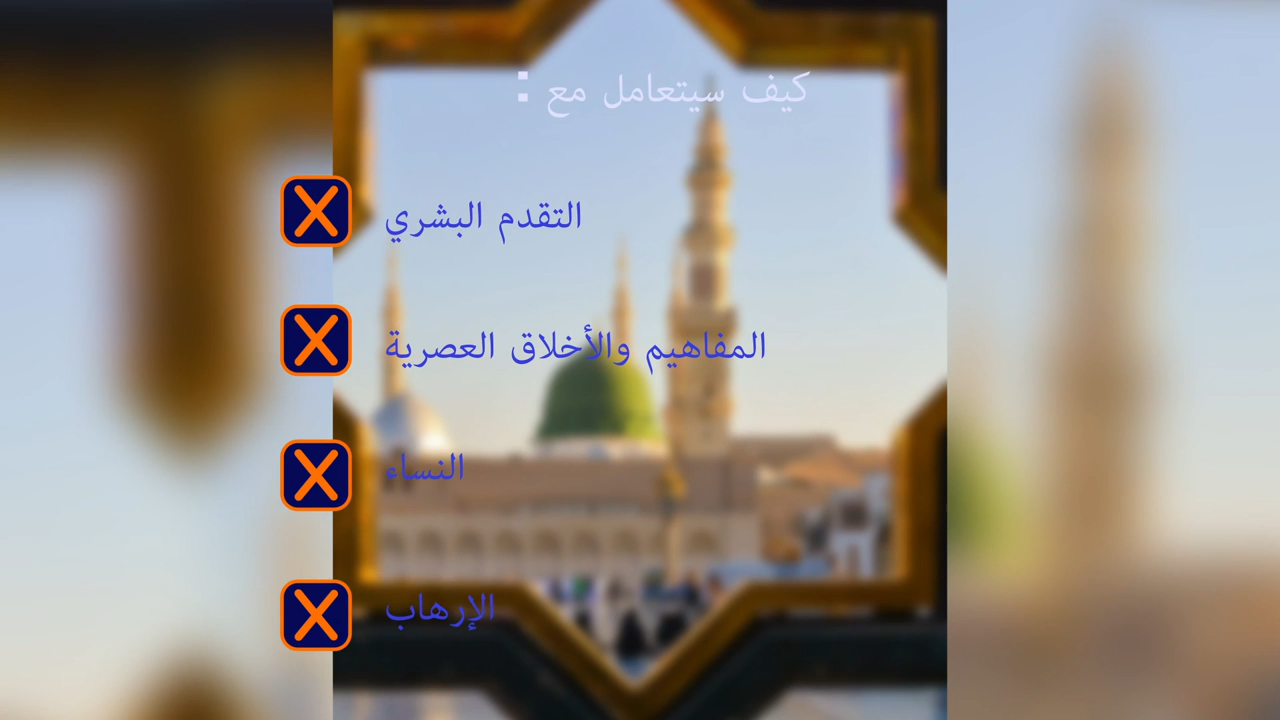 كيف سيتعامل مع :
التقدم البشري
المفاهيم والأخلاق العصرية
النساء
الإرهاب